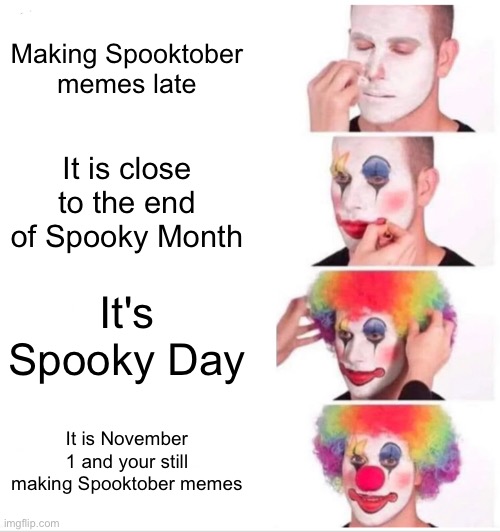 Making Spooktober
memes late
It is close
to the end
of Spooky Month
It's
Spooky Day
It is November
1 and your still
making Spooktober memes
imgflip.com